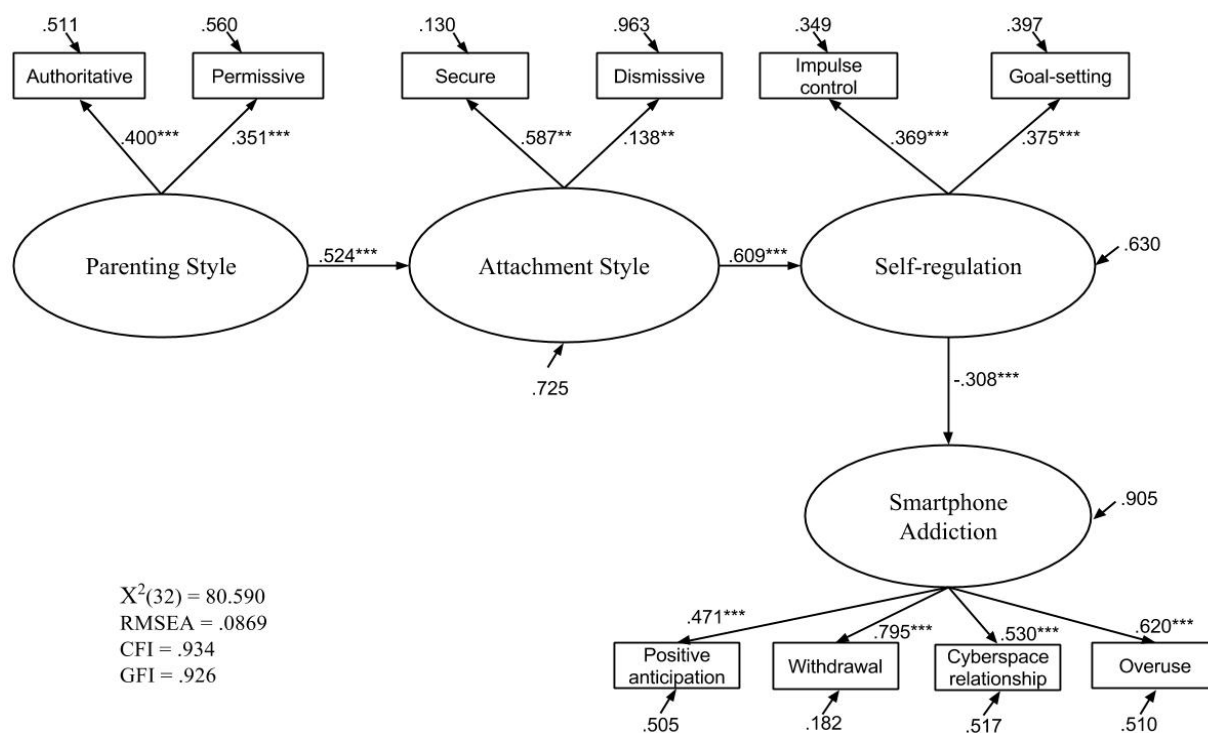 .511
.560
.130
.963
.349
.397
Authoritative
Permissive
Secure
Dismissive
Impulse
control
Goal-setting
.400***
.351***
.587**
.138**
.369***
.375***
Parenting Style
.524***
Attachment Style
.609***
Self-regulation
.630
.725
-.308***
Smartphone
Addiction
.905
X²(32) = 80.590
RMSEA = .0869
CFI = .934
GFI = .926
.471***
.795***
.530***
.620***
Positive
anticipation
Withdrawal
Cyberspace
relationship
Overuse
.505
.182
.517
.510